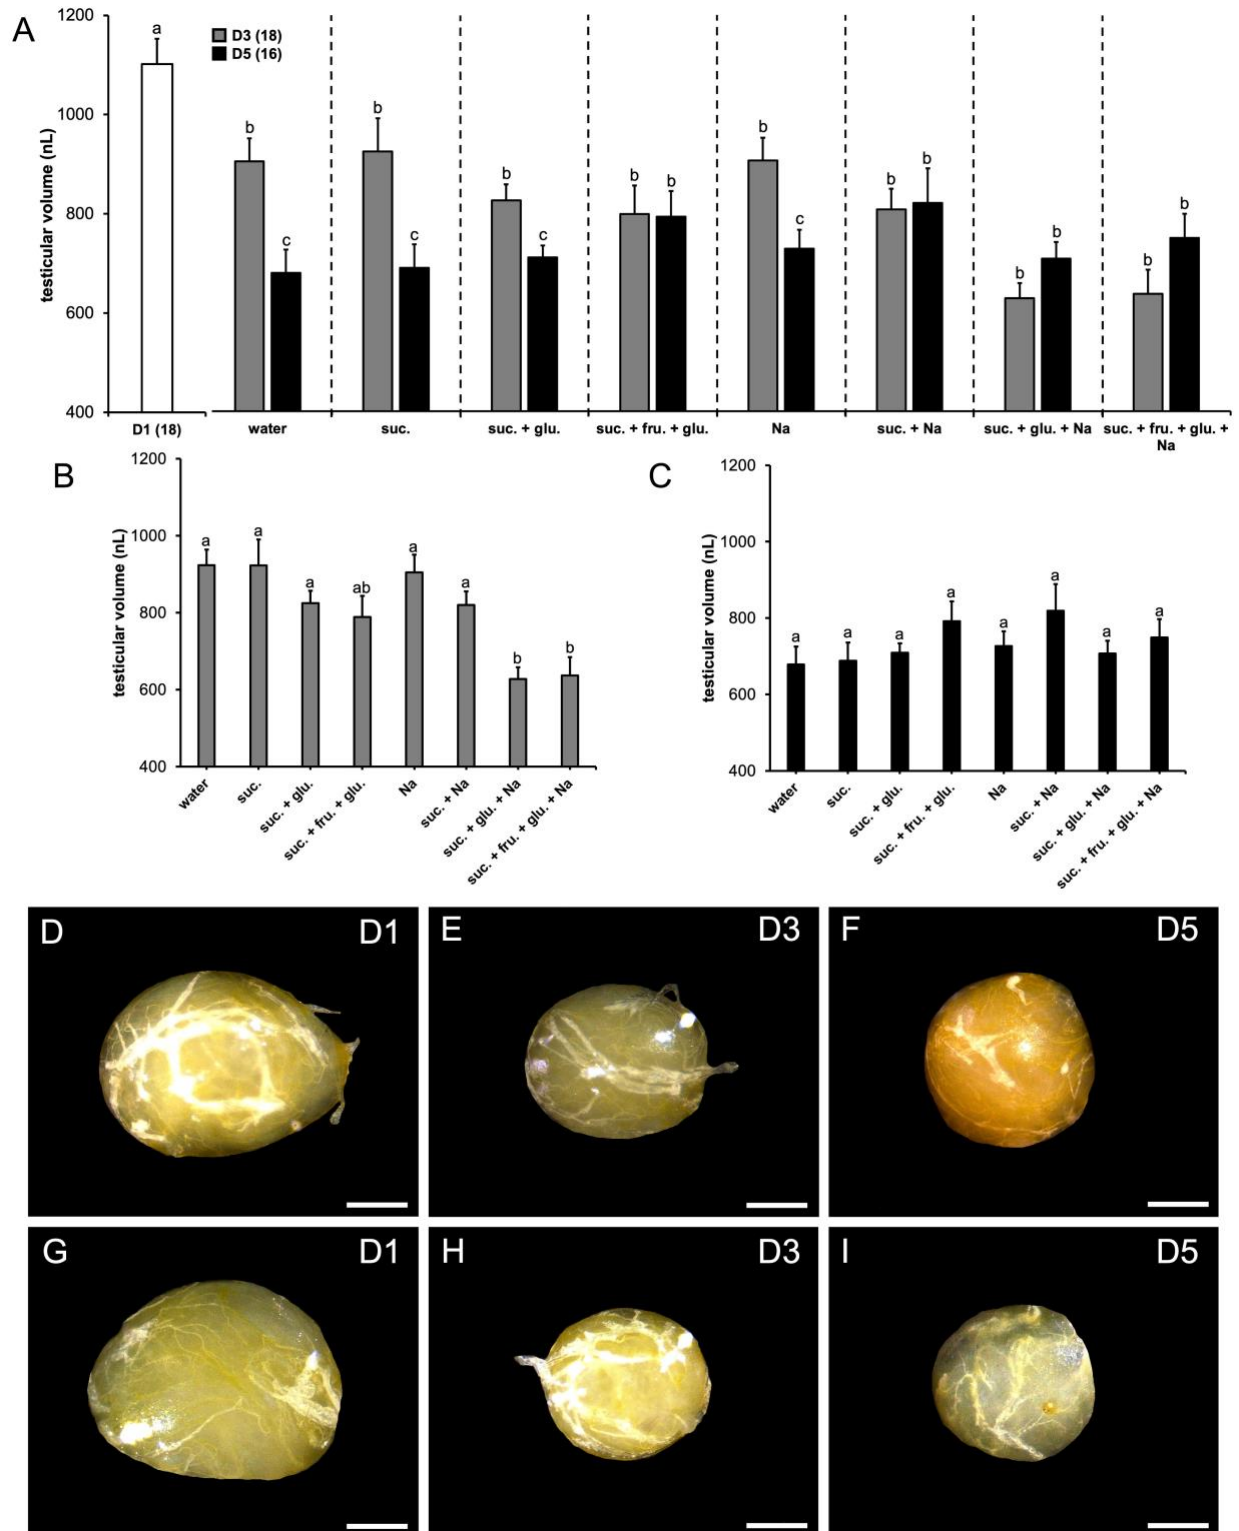 A
1200
1000
800
600
400
testicular volume (nL)
D3 (18)
D5 (16)
a
b
c
b
c
b
c
b
b
b
c
b
b
b
b
b
b
D1 (18)
water
suc.
suc. + glu.
suc. + fru. + glu.
Na
suc. + Na
suc. + glu. + Na
suc. + fru. + glu. +
Na
B
1200
1000
800
600
400
testicular volume (nL)
a
a
a
ab
a
a
b
b
water
suc.
suc. + glu.
suc. + fru. + glu.
Na
suc. + Na
suc. + glu. + Na
suc. + fru. + glu. + Na
C
1200
1000
800
600
400
testicular volume (nL)
a
a
a
a
a
a
a
a
water
suc.
suc. + glu.
suc. + fru. + glu.
Na
suc. + Na
suc. + glu. + Na
suc. + fru. + glu. + Na
D D1
E D3
F D5
G D1
H D3
I D5